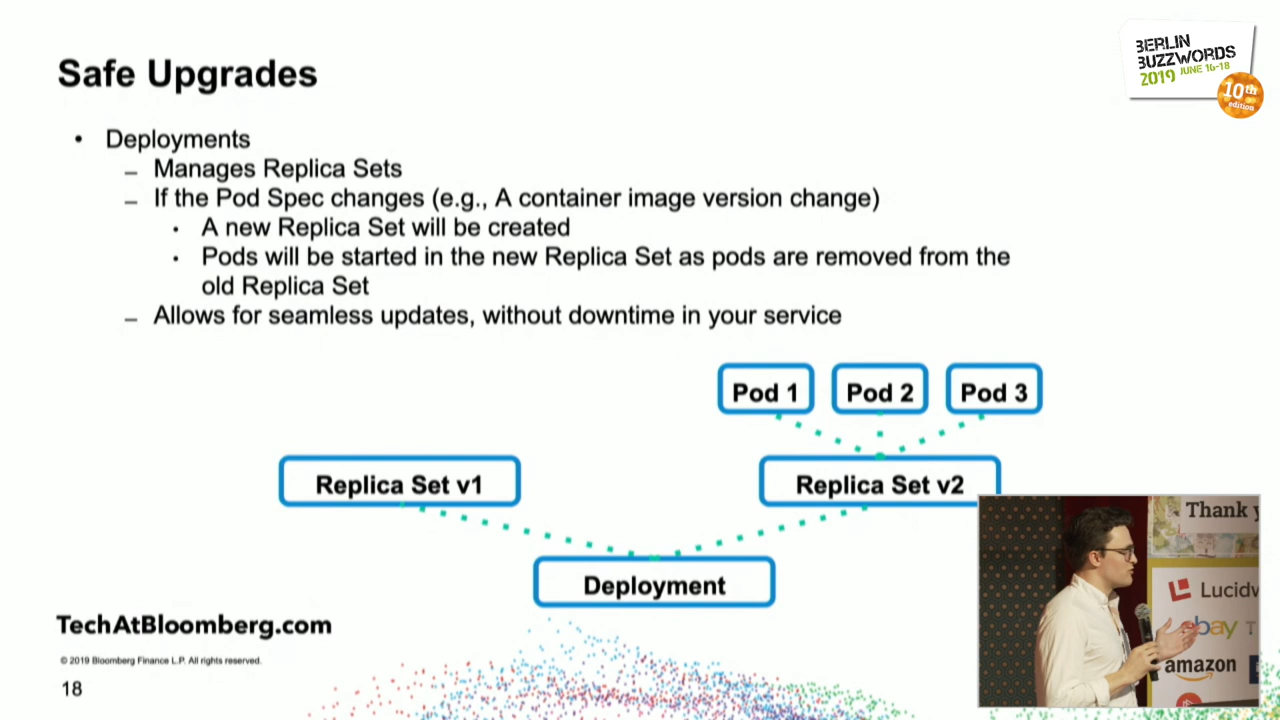 Safe Upgrades
BERLIN
BUZZWORDS
2019 JUNE 16-18
10th
edition
• Deployments
– Manages Replica Sets
– If the Pod Spec changes (e.g., A container image version change)
• A new Replica Set will be created
• Pods will be started in the new Replica Set as pods are removed from the
old Replica Set
– Allows for seamless updates, without downtime in your service
Pod 1 Pod 2 Pod 3
Replica Set v1 Replica Set v2
Deployment
Thank y
Lucidw
ebay T
amazon
TechAtBloomberg.com
© 2019 Bloomberg Finance L.P. All rights reserved.
18